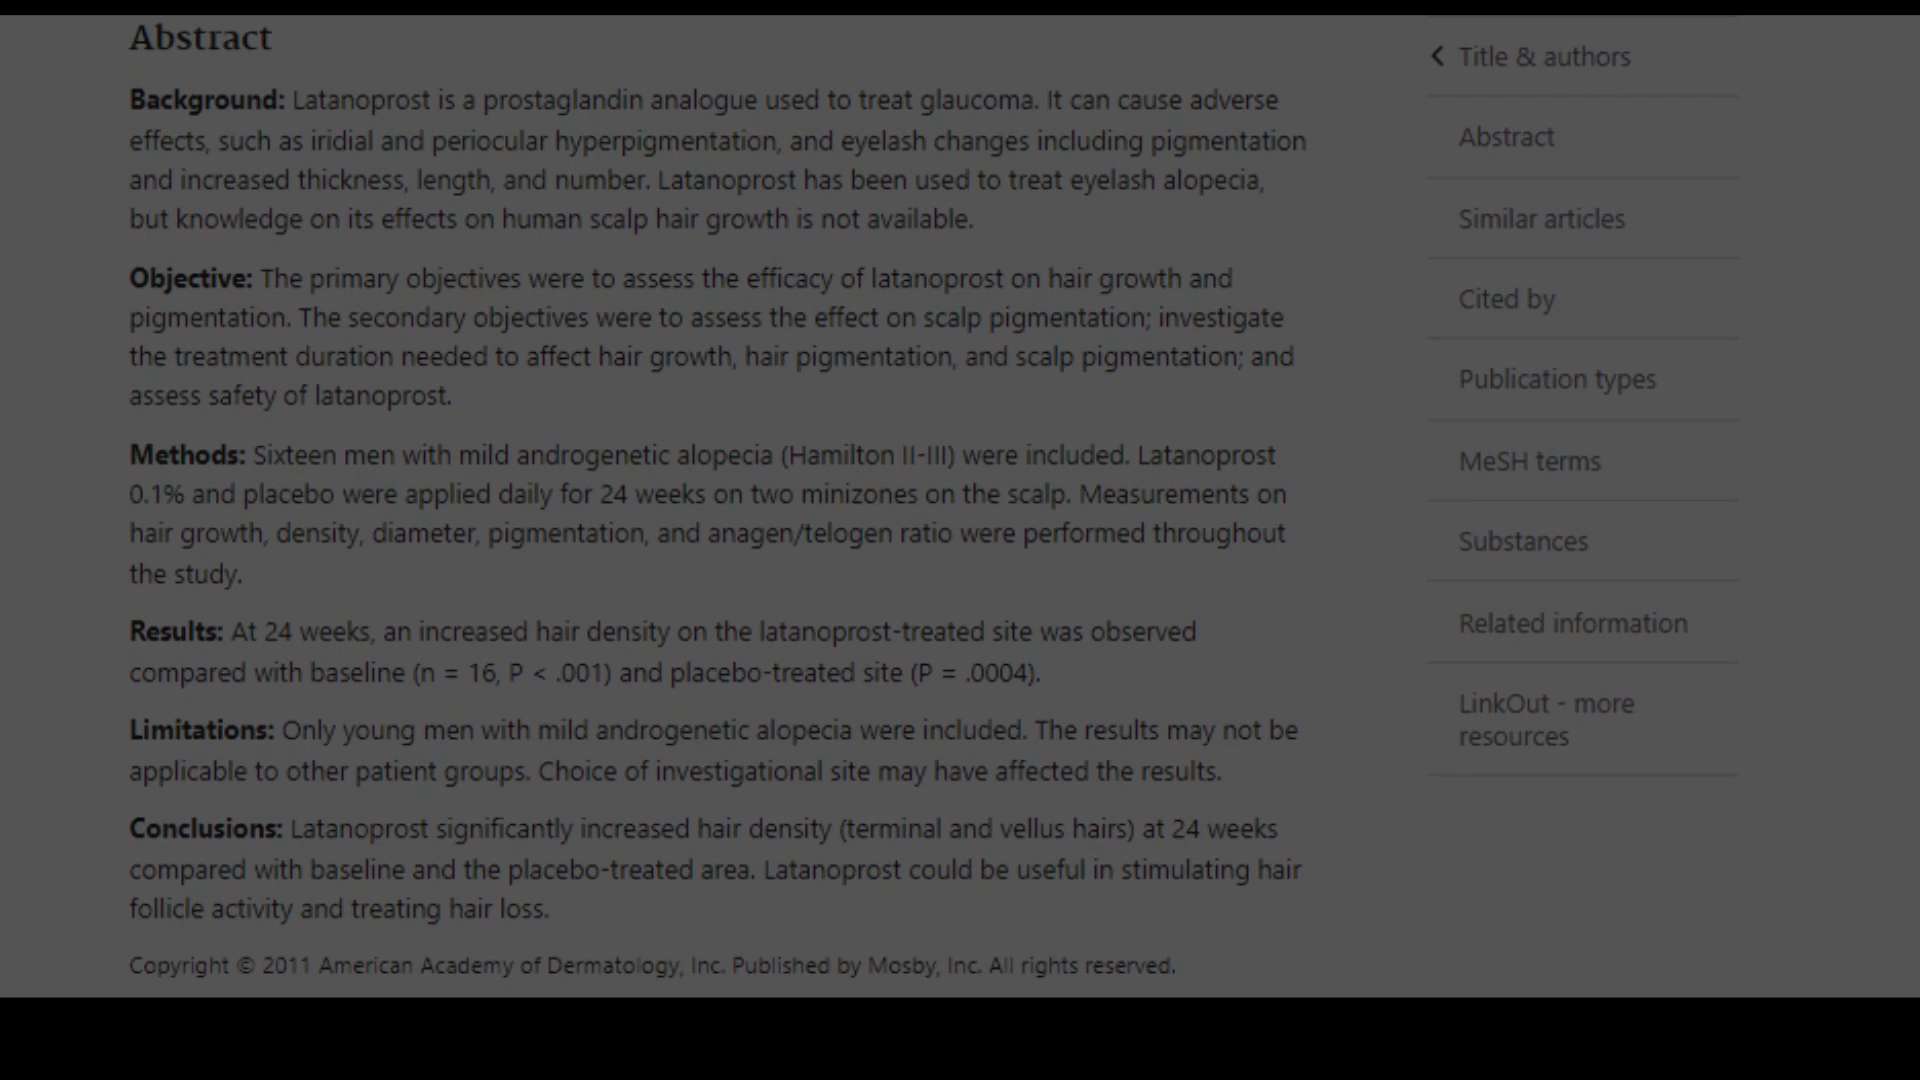 Abstract
Background: Latanoprost is a prostaglandin analogue used to treat glaucoma. It can cause adverse
effects, such as iridial and periocular hyperpigmentation, and eyelash changes including pigmentation
and increased thickness, length, and number. Latanoprost has been used to treat eyelash alopecia,
but knowledge on its effects on human scalp hair growth is not available.
Objective: The primary objectives were to assess the efficacy of latanoprost on hair growth and
pigmentation. The secondary objectives were to assess the effect on scalp pigmentation; investigate
the treatment duration needed to affect hair growth, hair pigmentation, and scalp pigmentation; and
assess safety of latanoprost.
Methods: Sixteen men with mild androgenetic alopecia (Hamilton II-III) were included. Latanoprost
0.1% and placebo were applied daily for 24 weeks on two minizones on the scalp. Measurements on
hair growth, density, diameter, pigmentation, and anagen/telogen ratio were performed throughout
the study.
Results: At 24 weeks, an increased hair density on the latanoprost-treated site was observed
compared with baseline (n = 16, P < .001) and placebo-treated site (P = .0004).
Limitations: Only young men with mild androgenetic alopecia were included. The results may not be
applicable to other patient groups. Choice of investigational site may have affected the results.
Conclusions: Latanoprost significantly increased hair density (terminal and vellus hairs) at 24 weeks
compared with baseline and the placebo-treated area. Latanoprost could be useful in stimulating hair
follicle activity and treating hair loss.
Copyright © 2011 American Academy of Dermatology, Inc. Published by Mosby, Inc. All rights reserved.
Title & authors
Abstract
Similar articles
Cited by
Publication types
MeSH terms
Substances
Related information
LinkOut - more
resources